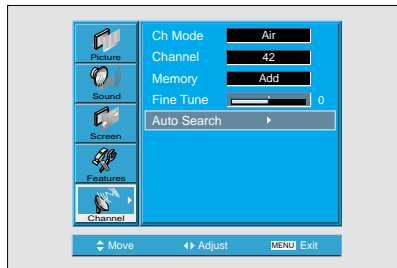 Picture
Sound
Screen
Features
Channel
Ch Mode Air
Channel 42
Memory Add
Fine Tune 0
Auto Search
Move Adjust MENU Exit